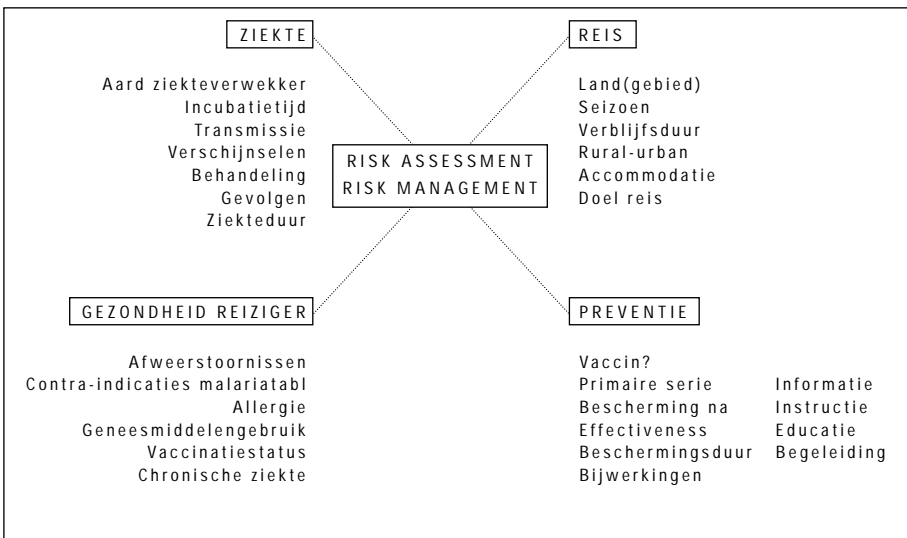 ZIEKTE
Aard ziekteverwekker
Incubatietijd
Transmissie
Verschijnselen
Behandeling
Gevolgen
Ziekteduur
REIS
Land(gebied)
Seizoen
Verblijfsduur
Rural-urban
Accommodatie
Doel reis
RISK ASSESSMENT
RISK MANAGEMENT
GEZONDHEID REIZIGER
Afweerstoornissen
Contra-indicaties malariatabl
Allergie
Geneesmiddelengebruik
Vaccinatiestatus
Chronische ziekte
PREVENTIE
Vaccin?
Primaire serie
Bescherming na
Effectiveness
Beschermingsduur
Bijwerkingen
Informatie
Instructie
Educatie
Begeleiding